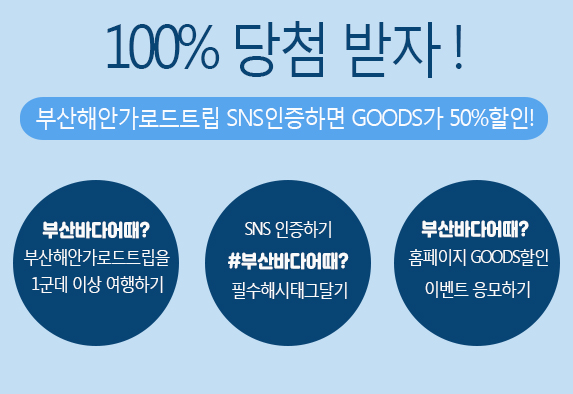 100% 당첨 받자 !
부산해안가로드트립 SNS인증하면 GOODS가 50%할인!
부산바다어때?
부산해안가로드트립을
1군데 이상 여행하기
SNS 인증하기
#부산바다어때?
필수해시태그달기
부산바다어때?
홈페이지 GOODS할인
이벤트 응모하기